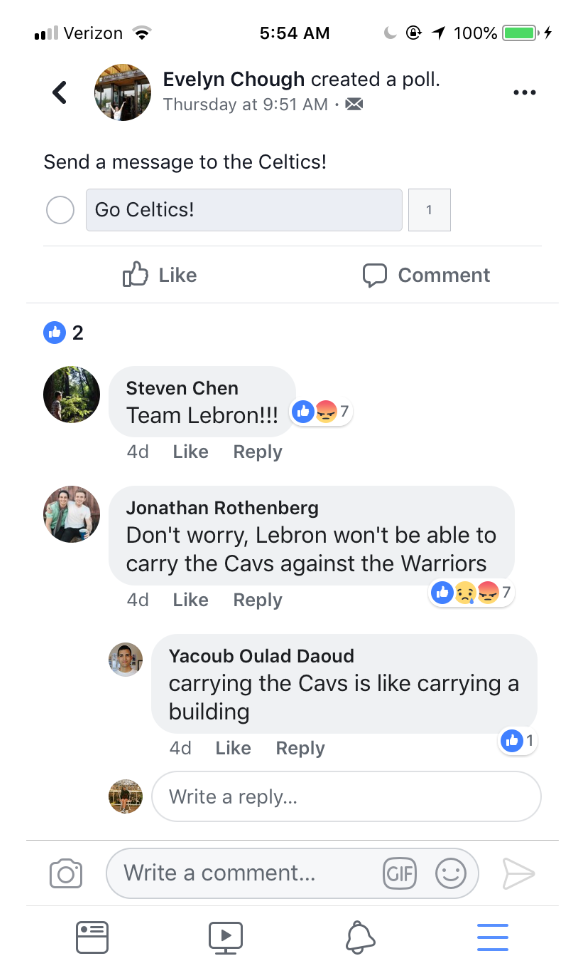 Verizon 5:54 AM 100%
Evelyn Chough created a poll.
Thursday at 9:51 AM ·
Send a message to the Celtics!
Go Celtics! 1
Like Comment
2
Steven Chen
Team Lebron!!!
7
4d Like Reply
Jonathan Rothenberg
Don't worry, Lebron won't be able to
carry the Cavs against the Warriors
7
4d Like Reply
Yacoub Oulad Daoud
carrying the Cavs is like carrying a
building
1
4d Like Reply
Write a reply...
Write a comment... GIF